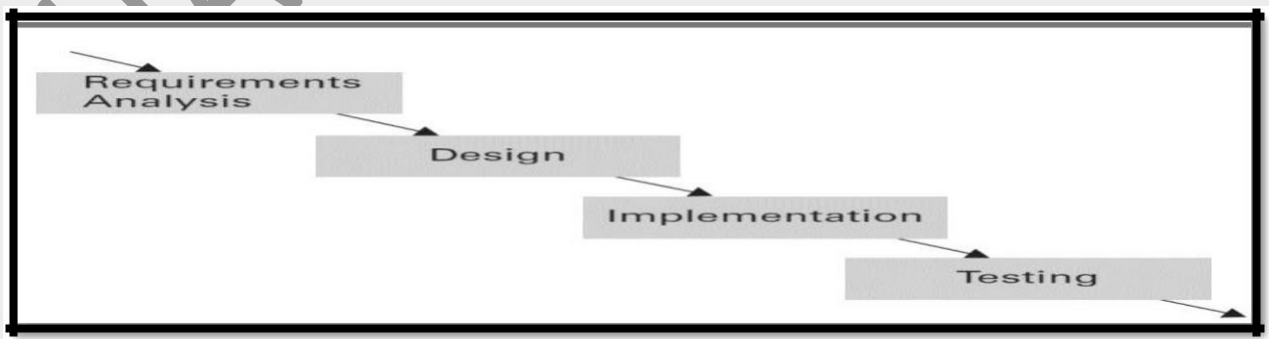 Requirements
Analysis
Design
Implementation
Testing